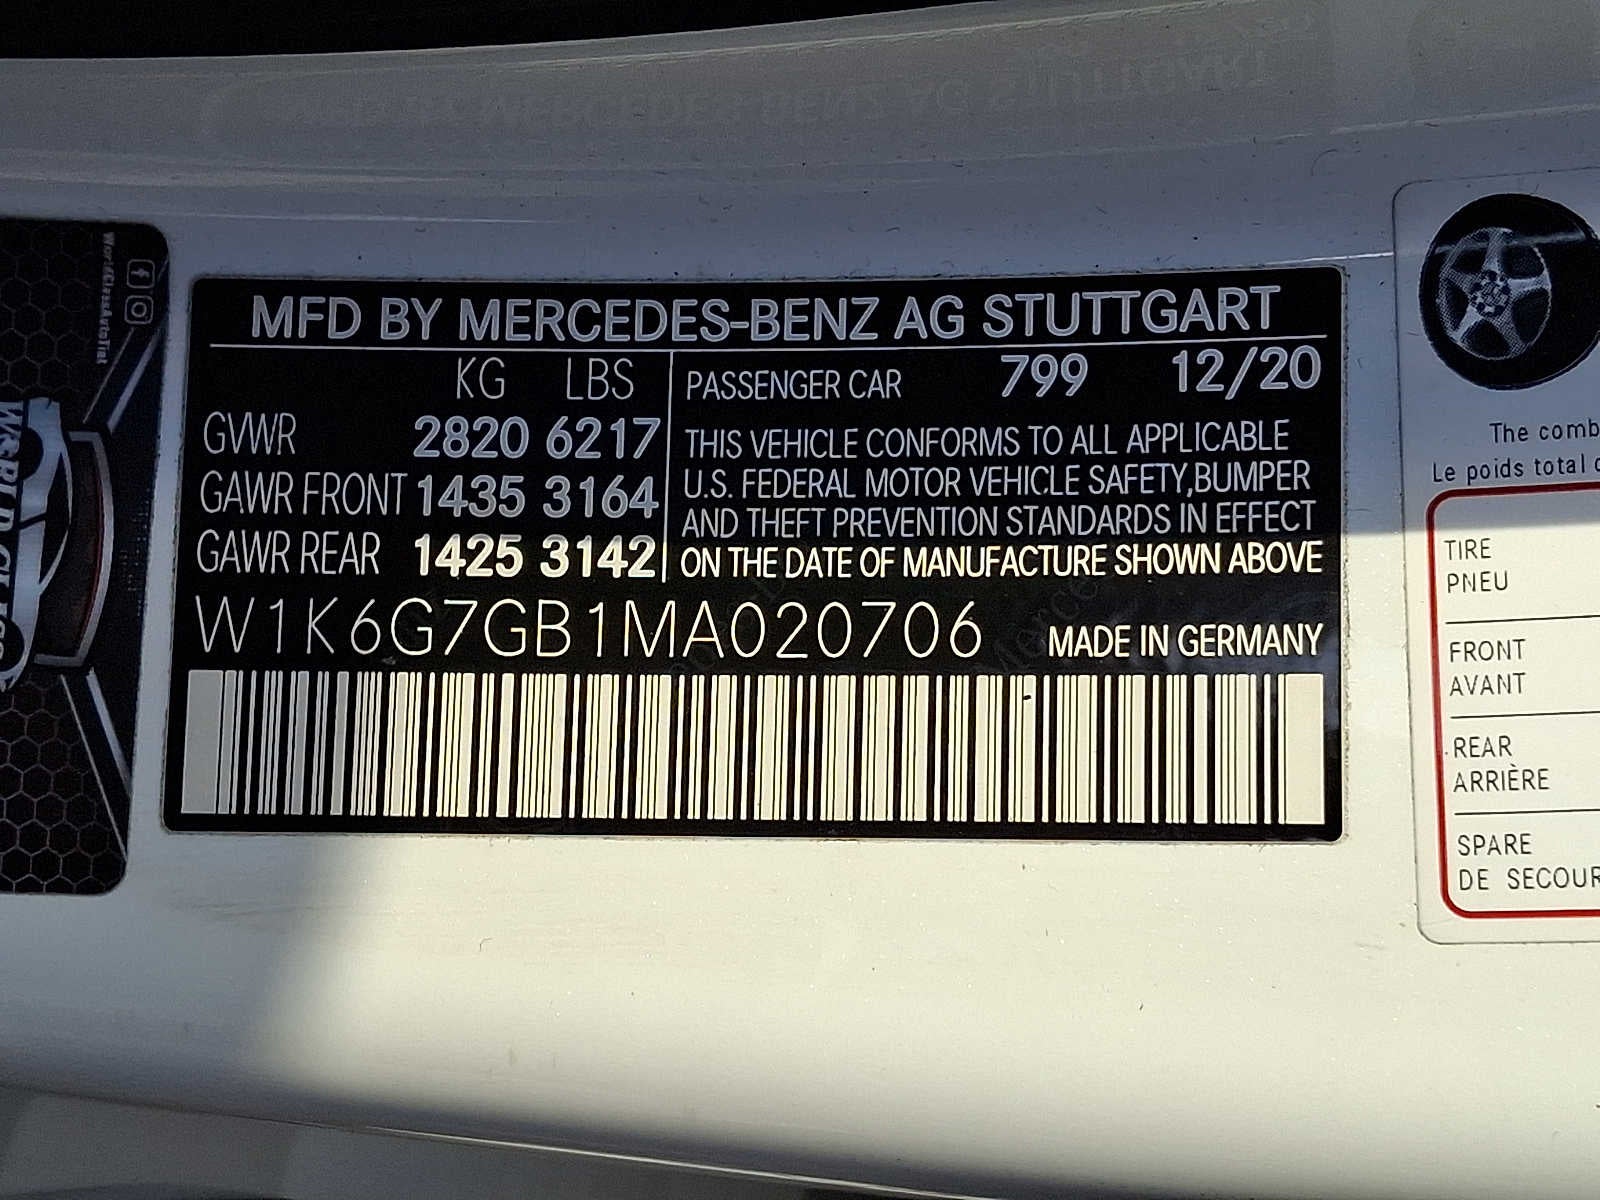 MFD BY MERCEDES-BENZ AG STUTTGART
KG LBS
GVWR 2820 6217
GAWR FRONT 1435 3164
GAWR REAR 1425 3142
PASSENGER CAR 799 12/20
THIS VEHICLE CONFORMS TO ALL APPLICABLE
U.S. FEDERAL MOTOR VEHICLE SAFETY,BUMPER
AND THEFT PREVENTION STANDARDS IN EFFECT
ON THE DATE OF MANUFACTURE SHOWN ABOVE
W1K6G7GB1MA020706 MADE IN GERMANY
WorldClassAutoTint
The comb
Le poids total
TIRE
PNEU
FRONT
AVANT
REAR
ARRIÈRE
SPARE
DE SECOUR